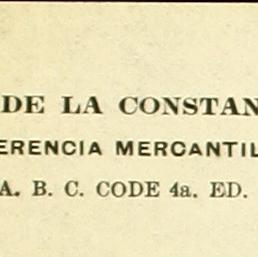 DE LA CONSTAN
ERENCIA MERCANTIL
A. B. C. CODE 4a. ED.